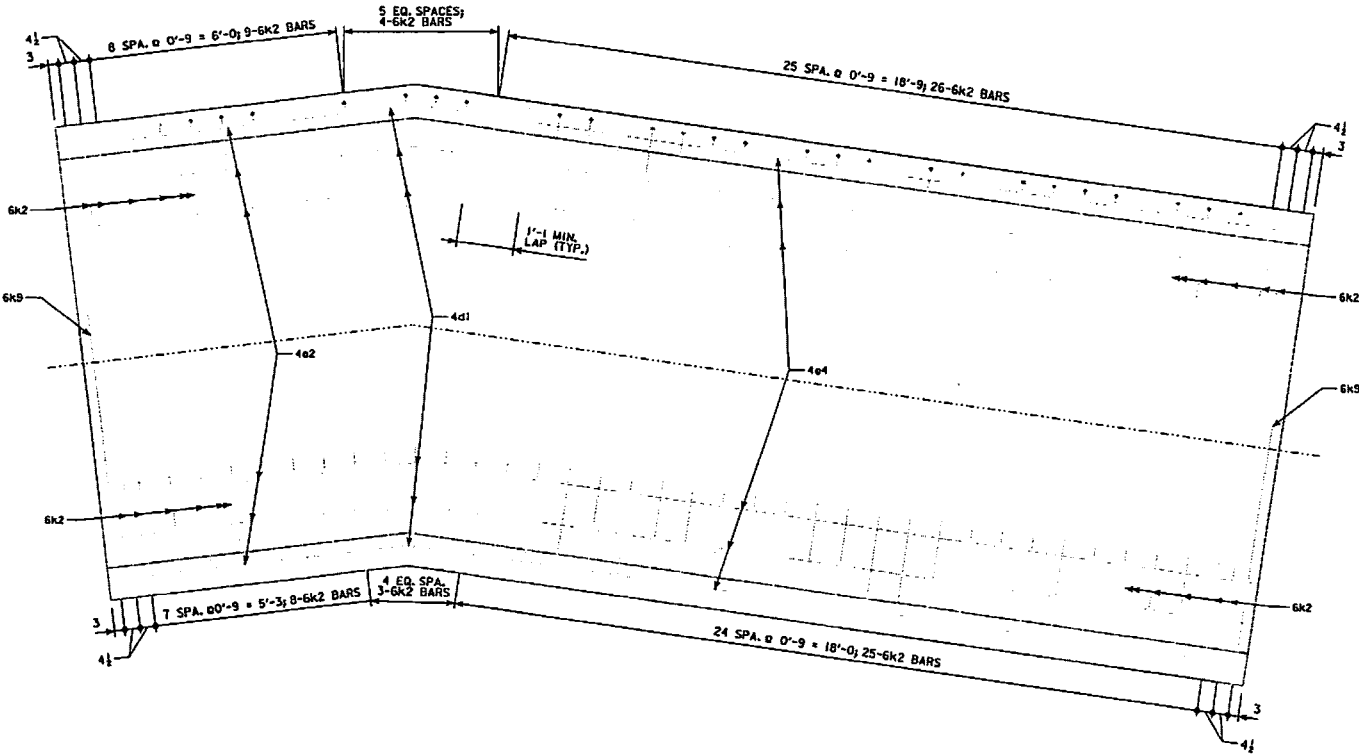 5 EQ. SPACES;
4-6k2 BARS
8 SPA. @ 0'-9 = 6'-0; 9-6k2 BARS
4½
3
25 SPA. @ 0'-9 = 18'-9; 26-6k2 BARS
4½
3
6k2
1'-1 MIN.
LAP (TYP.)
6k2
6k9
4d1
4e2
4e4
6k9
6k2
6k2
4 EQ. SPA.
3-6k2 BARS
7 SPA. @0'-9 = 5'-3; 8-6k2 BARS
3
4½
24 SPA. @ 0'-9 = 18'-0; 25-6k2 BARS
3
4½